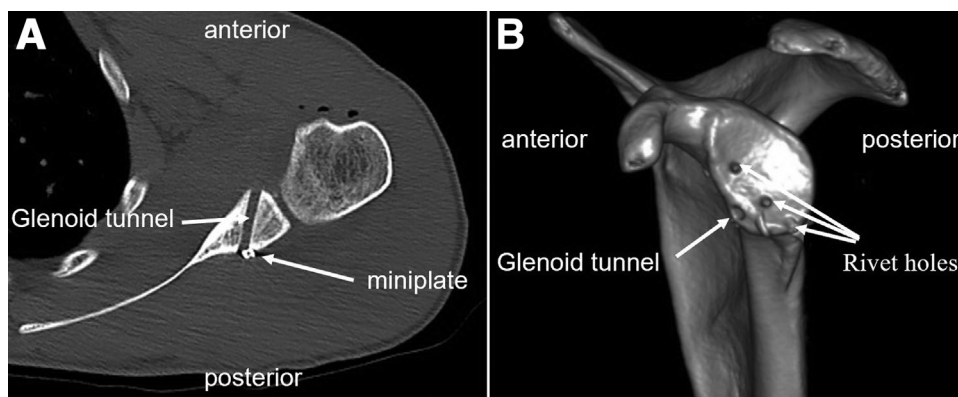 A
anterior
Glenoid tunnel
miniplate
posterior
B
anterior
posterior
Glenoid tunnel
Rivet holes